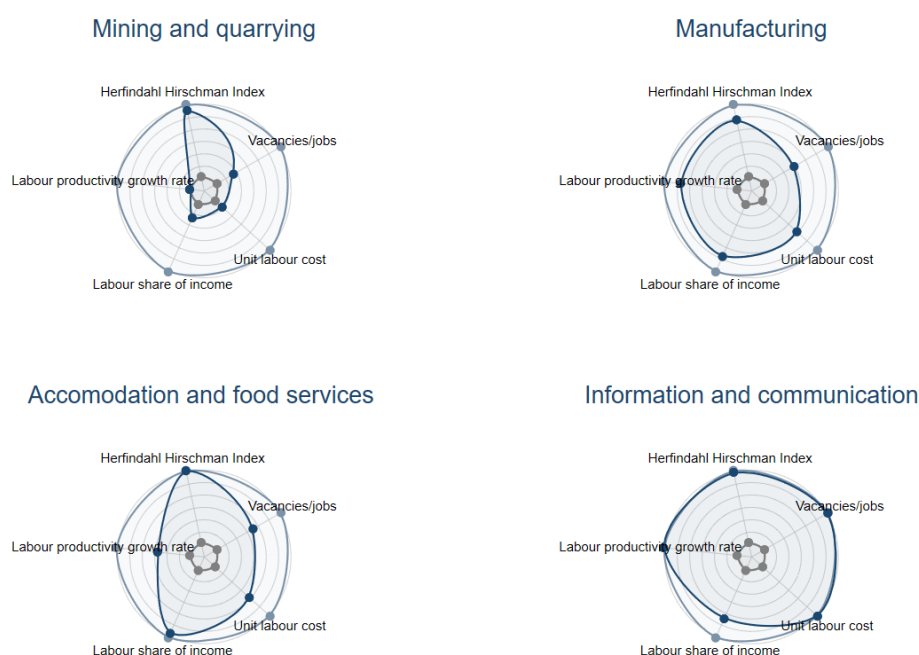 Mining and quarrying
Manufacturing
Herfindahl Hirschman Index
Herfindahl Hirschman Index
Vacancies/jobs
Vacancies/jobs
Labour productivity growth rate
Labour productivity growth rate
Unit labour cost
Unit labour cost
Labour share of income
Labour share of income
Accomodation and food services
Information and communication
Herfindahl Hirschman Index
Herfindahl Hirschman Index
Vacancies/jobs
Vacancies/jobs
Labour productivity growth rate
Labour productivity growth rate
Unit labour cost
Unit labour cost
Labour share of income
Labour share of income